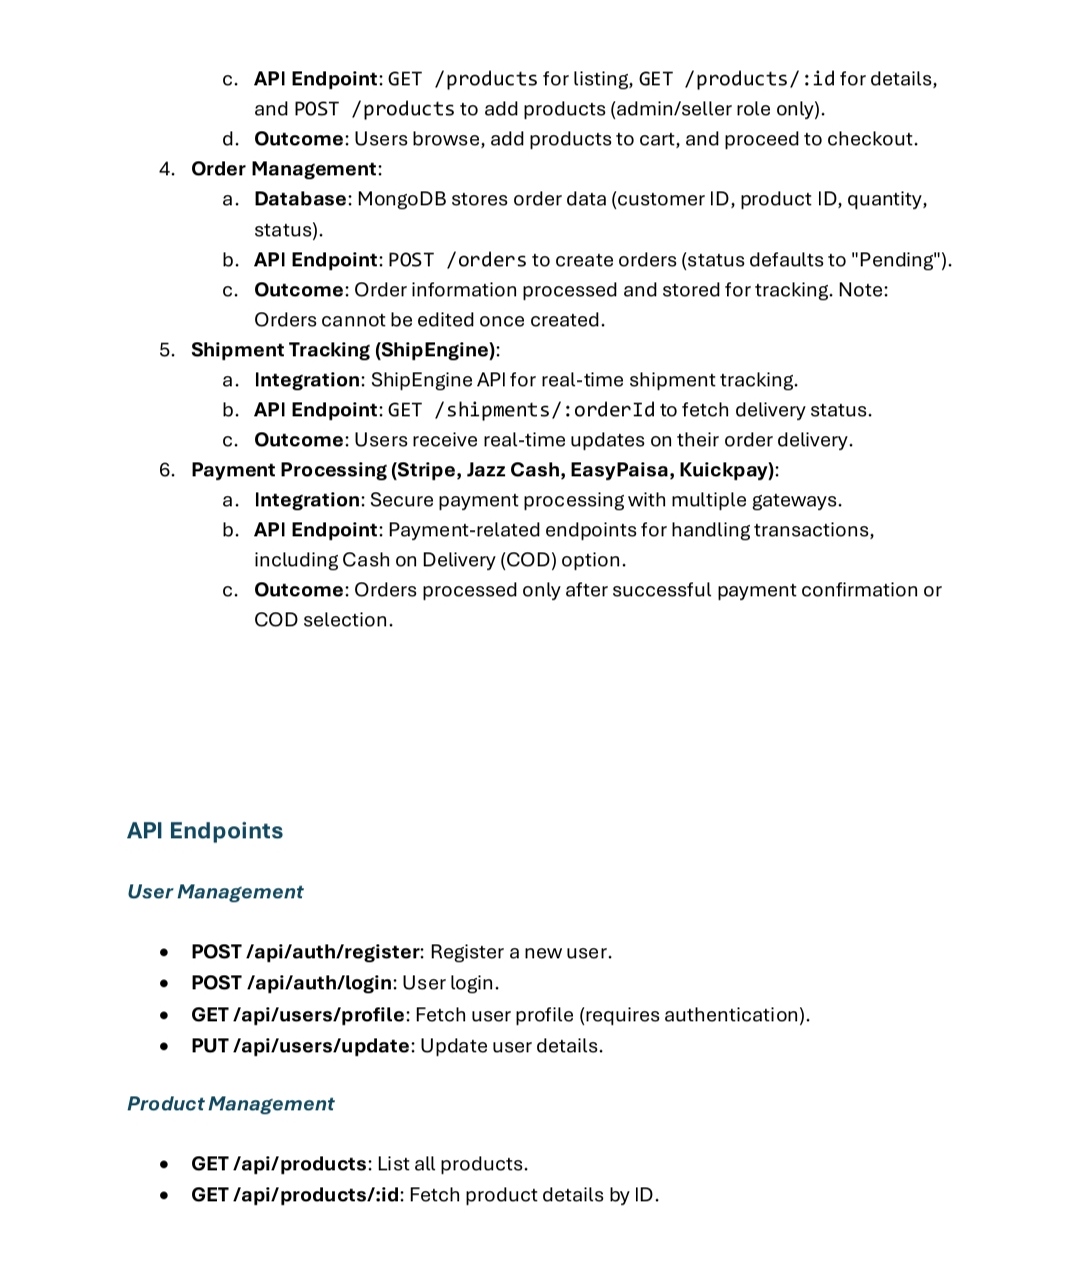 c. API Endpoint: GET /products for listing, GET /products/:id for details,
and POST /products to add products (admin/seller role only).
d. Outcome: Users browse, add products to cart, and proceed to checkout.
4. Order Management:
a. Database: MongoDB stores order data (customer ID, product ID, quantity,
status).
b. API Endpoint: POST /orders to create orders (status defaults to "Pending").
c. Outcome: Order information processed and stored for tracking. Note:
Orders cannot be edited once created.
5. Shipment Tracking (ShipEngine):
a. Integration: ShipEngine API for real-time shipment tracking.
b. API Endpoint: GET /shipments/:orderId to fetch delivery status.
c. Outcome: Users receive real-time updates on their order delivery.
6. Payment Processing (Stripe, Jazz Cash, EasyPaisa, Kuickpay):
a. Integration: Secure payment processing with multiple gateways.
b. API Endpoint: Payment-related endpoints for handling transactions,
including Cash on Delivery (COD) option.
c. Outcome: Orders processed only after successful payment confirmation or
COD selection.
API Endpoints
User Management
• POST /api/auth/register: Register a new user.
• POST /api/auth/login: User login.
• GET /api/users/profile: Fetch user profile (requires authentication).
• PUT /api/users/update: Update user details.
Product Management
• GET /api/products: List all products.
• GET /api/products/:id: Fetch product details by ID.